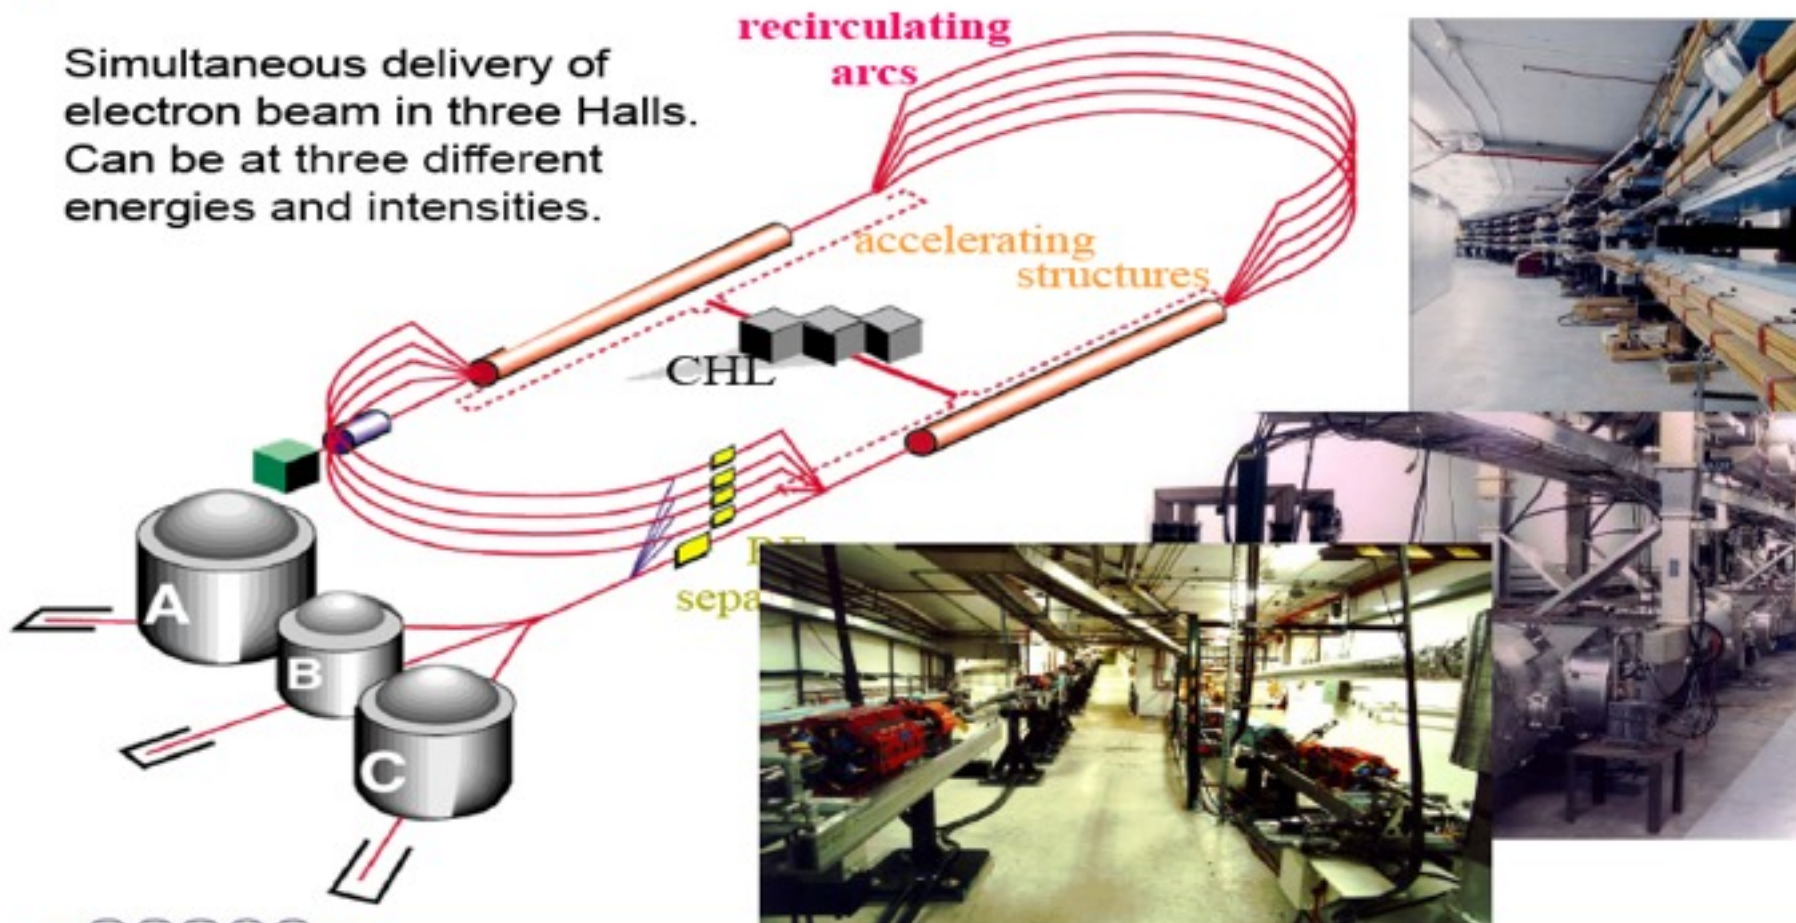 Simultaneous delivery of
electron beam in three Halls.
Can be at three different
energies and intensities.
recirculating
arcs
accelerating
structures
CHL
A
B
C